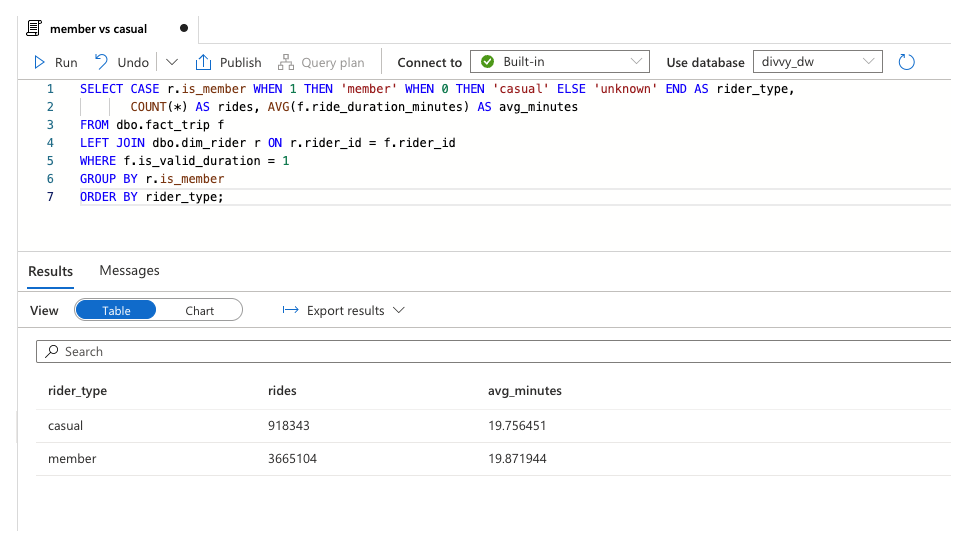 member vs casual
Run Undo Publish Query plan Connect to Built-in Use database divvy_dw
1 SELECT CASE r.is_member WHEN 1 THEN 'member' WHEN 0 THEN 'casual' ELSE 'unknown' END AS rider_type,
2 COUNT(*) AS rides, AVG(f.ride_duration_minutes) AS avg_minutes
3 FROM dbo.fact_trip f
4 LEFT JOIN dbo.dim_rider r ON r.rider_id = f.rider_id
5 WHERE f.is_valid_duration = 1
6 GROUP BY r.is_member
7 ORDER BY rider_type;
Results Messages
View Table Chart Export results
Search
rider_type rides avg_minutes
casual 918343 19.756451
member 3665104 19.871944